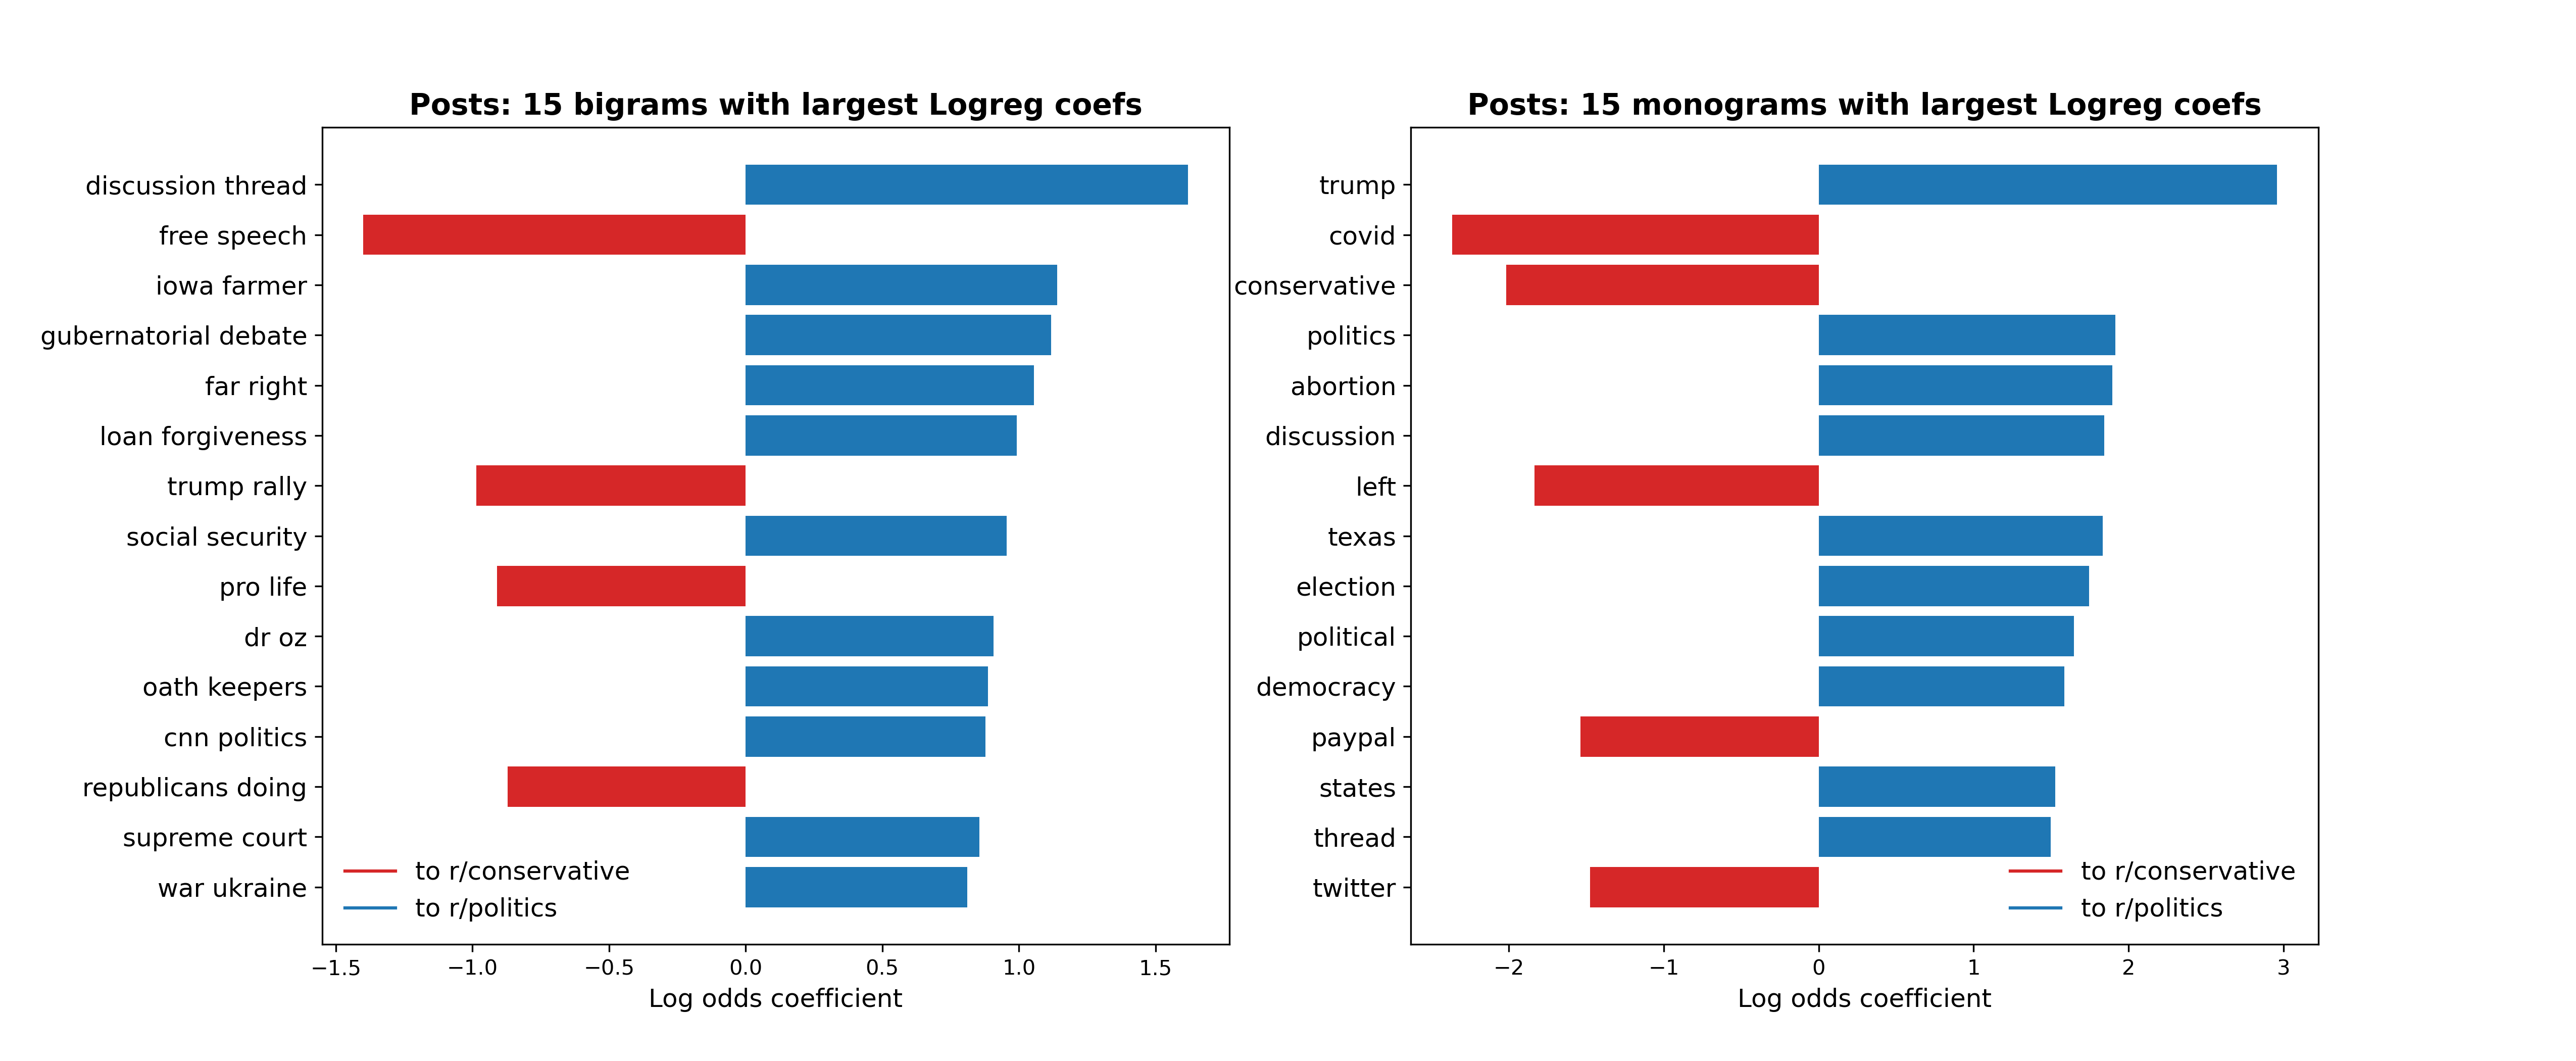 Posts: 15 bigrams with largest Logreg coefs
discussion thread
free speech
iowa farmer
gubernatorial debate
far right
loan forgiveness
trump rally
social security
pro life
dr oz
oath keepers
cnn politics
republicans doing
supreme court
war ukraine
to r/conservative
to r/politics
−1.5 −1.0 −0.5 0.0 0.5 1.0 1.5
Log odds coefficient
Posts: 15 monograms with largest Logreg coefs
trump
covid
conservative
politics
abortion
discussion
left
texas
election
political
democracy
paypal
states
thread
twitter
to r/conservative
to r/politics
−2 −1 0 1 2 3
Log odds coefficient